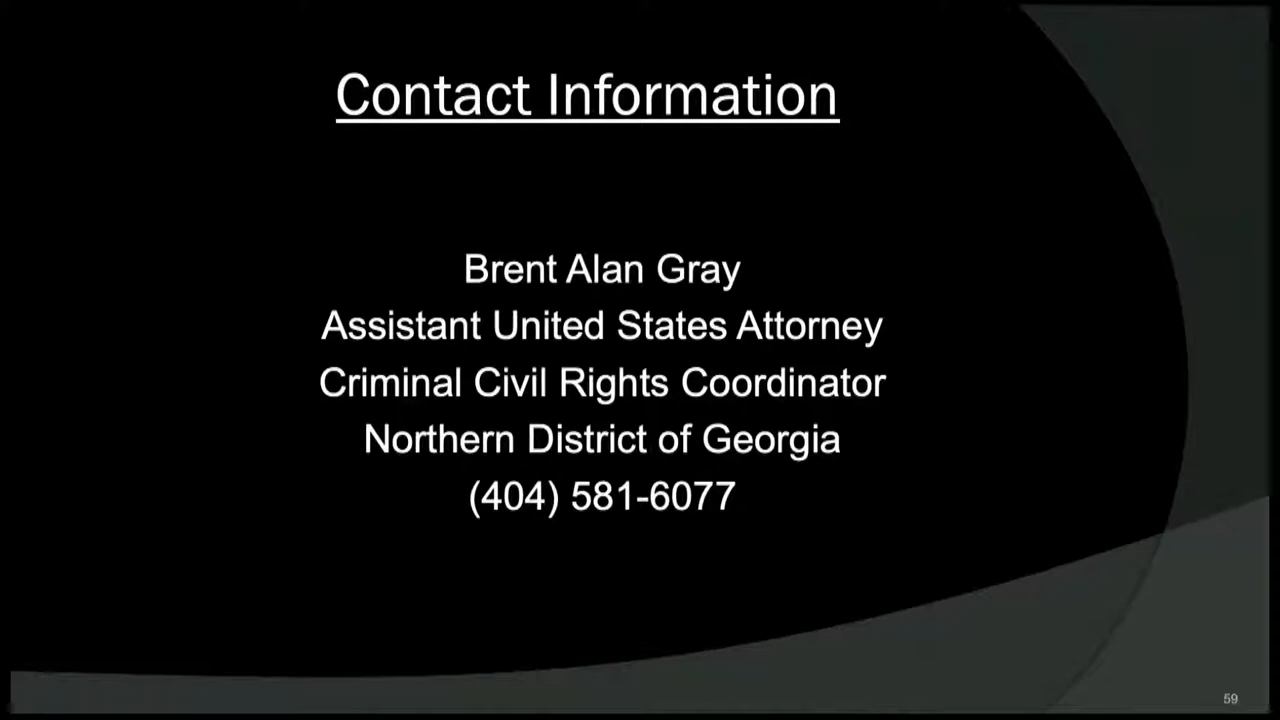 Contact Information
Brent Alan Gray
Assistant United States Attorney
Criminal Civil Rights Coordinator
Northern District of Georgia
(404) 581-6077
59